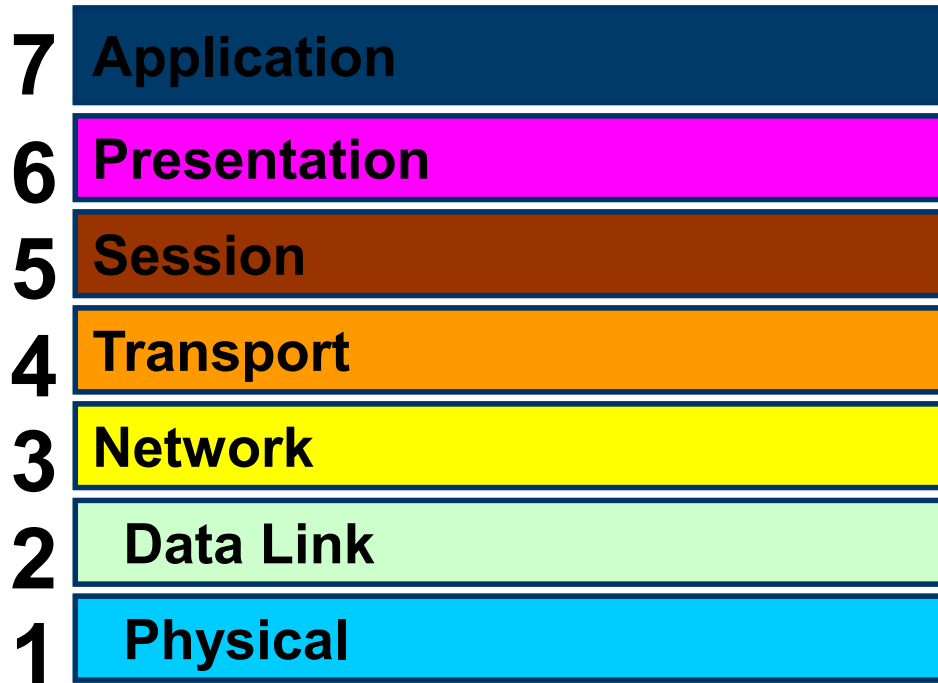 7 Application
6 Presentation
5 Session
4 Transport
3 Network
2 Data Link
1 Physical